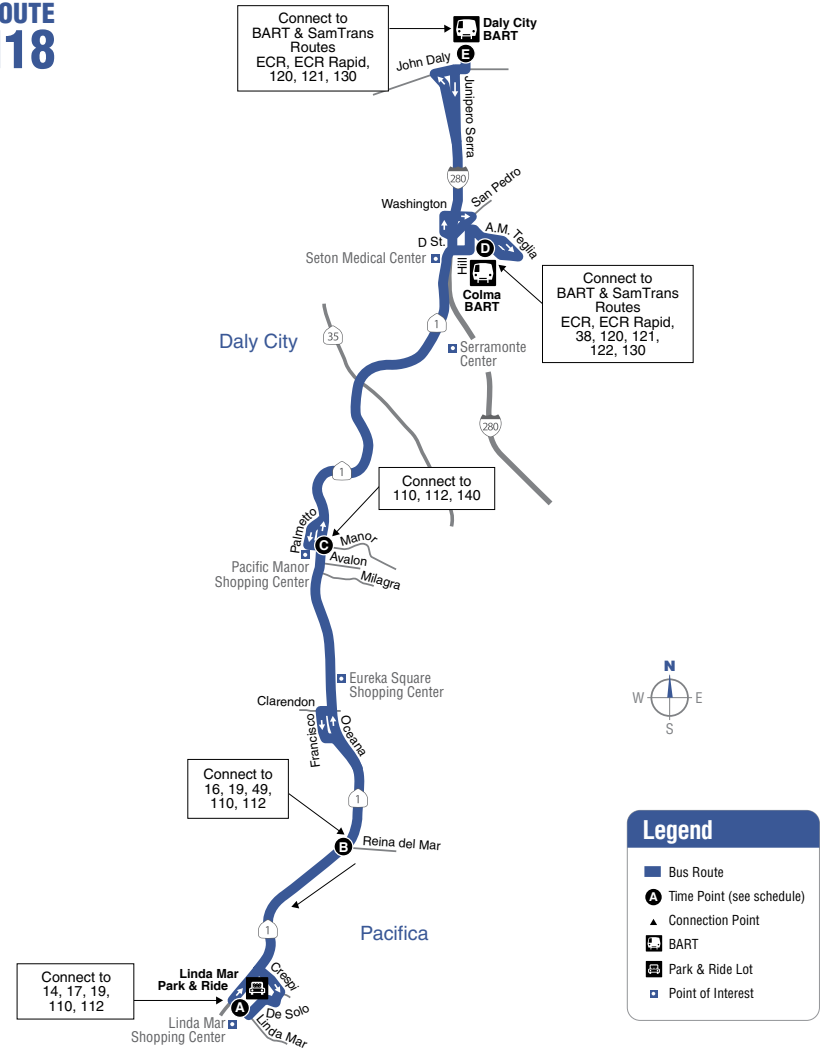 OUTE
118
Connect to
BART & SamTrans
Routes
ECR, ECR Rapid,
120, 121, 130
Daly City
BART
E
John Daly
Junipero Serra
280
San Pedro
Washington
A.M. Teglia
D St.
D
Seton Medical Center
Hill
Colma
BART
Connect to
BART & SamTrans
Routes
ECR, ECR Rapid,
38, 120, 121,
122, 130
1
35
Daly City
Serramonte
Center
280
1
Connect to
110, 112, 140
Palmetto
C
Manor
Avalon
Milagra
Pacific Manor
Shopping Center
Eureka Square
Shopping Center
N
W
E
S
Clarendon
Francisco
Oceana
Connect to
16, 19, 49,
110, 112
1
B
Reina del Mar
1
Pacifica
Connect to
14, 17, 19,
110, 112
Linda Mar
Park & Ride
Crespi
A
De Solo
Linda Mar
Linda Mar
Shopping Center
Legend
Bus Route
A Time Point (see schedule)
Connection Point
BART
Park & Ride Lot
Point of Interest